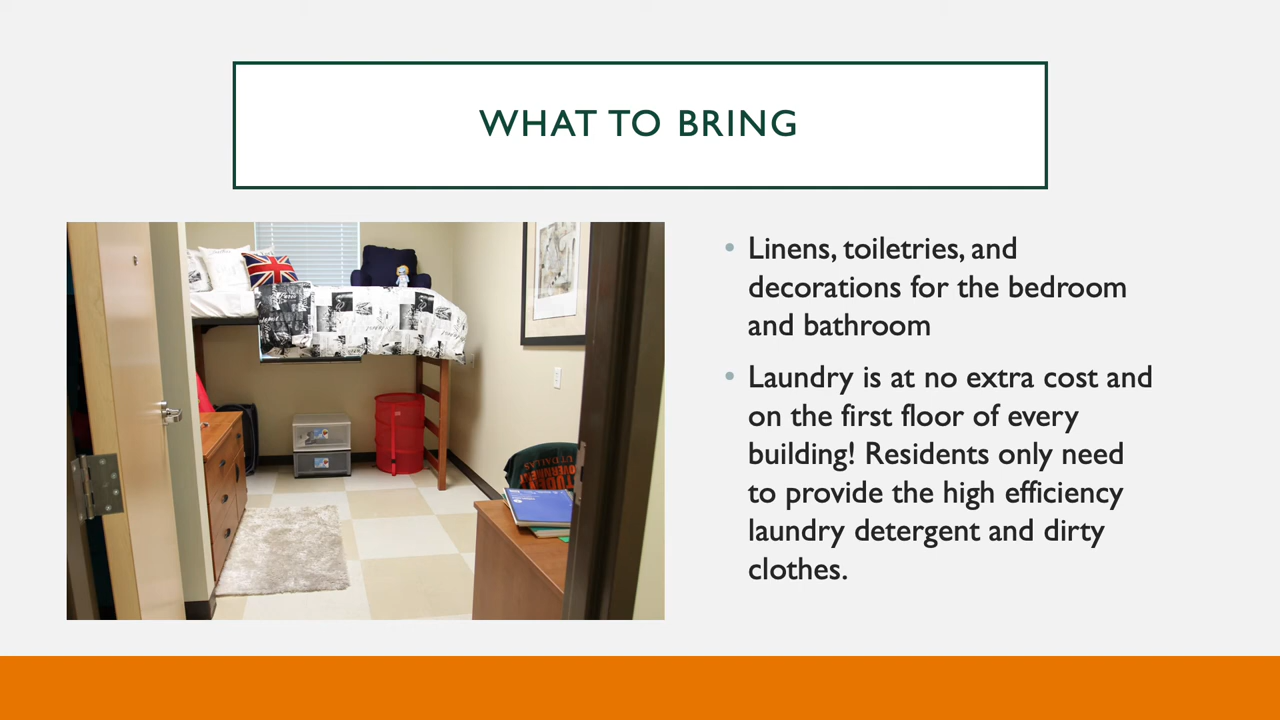 WHAT TO BRING
Linens, toiletries, and
decorations for the bedroom
and bathroom
Laundry is at no extra cost and
on the first floor of every
building! Residents only need
to provide the high efficiency
laundry detergent and dirty
clothes.
UT DALLAS